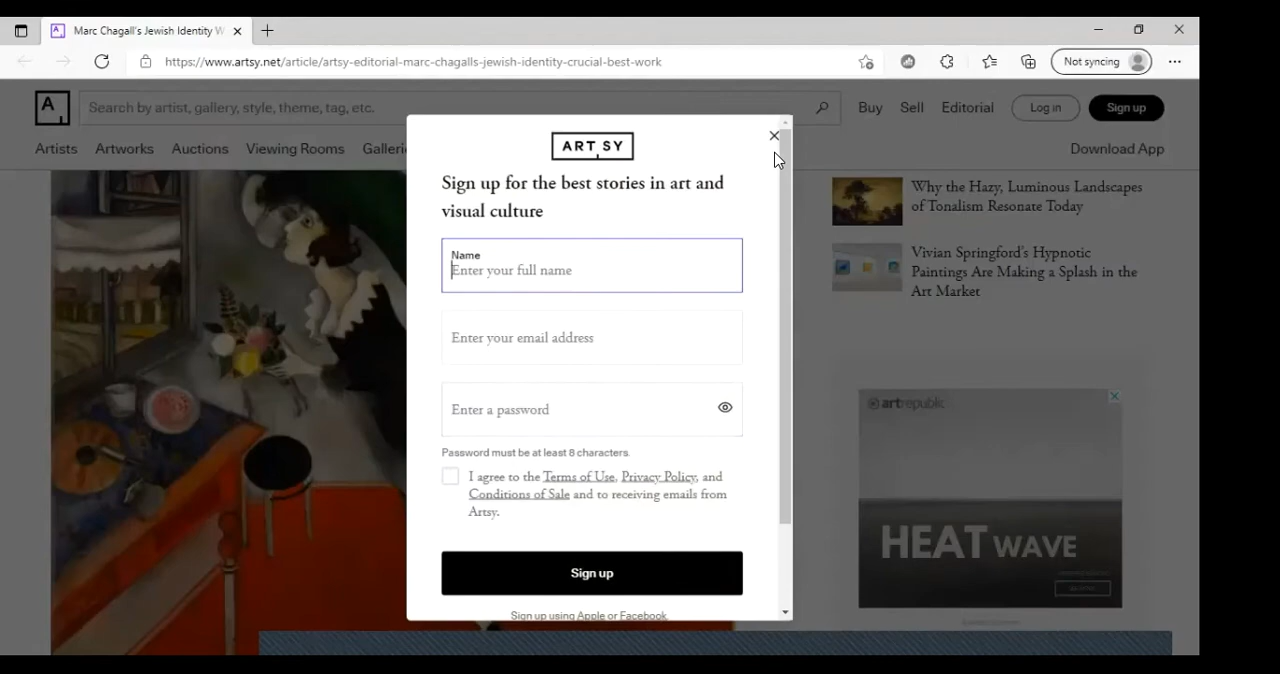 Marc Chagall's Jewish Identity W
https://www.artsy.net/article/artsy-editorial-marc-chagalls-jewish-identity-crucial-best-work
Not syncing
A
Search by artist, gallery, style, theme, tag, etc.
Buy
Sell
Editorial
Log in
Sign up
Artists
Artworks
Auctions
Viewing Rooms
Galleri
Download App
ARTSY
Sign up for the best stories in art and
visual culture
Name
Enter your full name
Enter your email address
Enter a password
Password must be at least 8 characters.
I agree to the Terms of Use, Privacy Policy, and
Conditions of Sale and to receiving emails from
Artsy.
Sign up
Sign up using Apple or Facebook.
Why the Hazy, Luminous Landscapes
of Tonalism Resonate Today
Vivian Springford's Hypnotic
Paintings Are Making a Splash in the
Art Market
artrepublic
HEAT WAVE